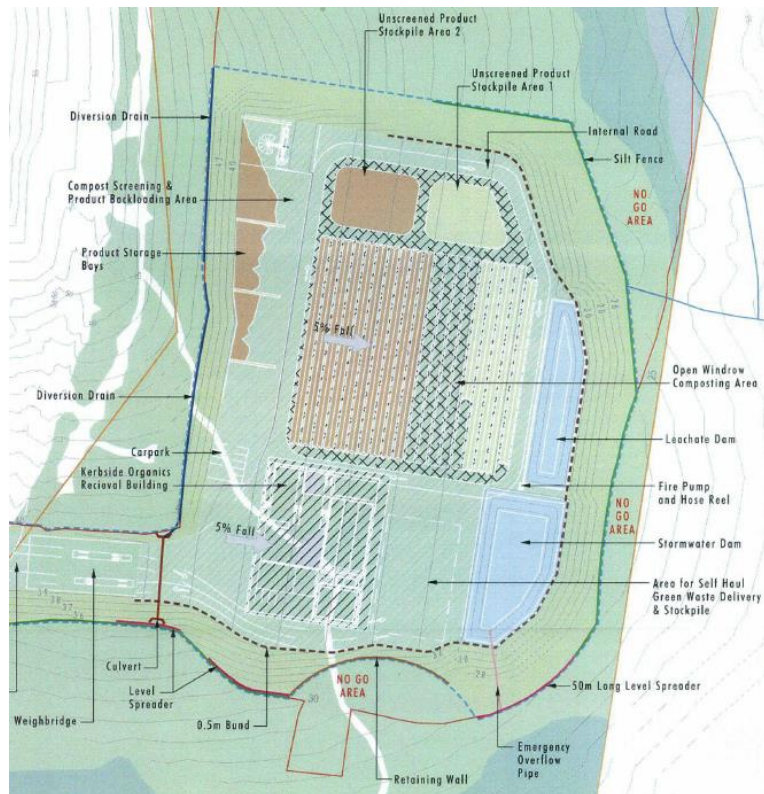 Unscreened Product
Stockpile Area 2
Unscreened Product
Stockpile Area 1
Diversion Drain
Internal Road
Silt Fence
Compost Screening &
Product Backloading Area
NO
GO
AREA
Product Storage
Bays
5% Fall
Open Windrow
Composting Area
Diversion Drain
Leachate Dam
Carpark
Kerbside Organics
Recieval Building
Fire Pump
and Hose Reel
NO
GO
AREA
5% Fall
Stormwater Dam
Area for Self Haul
Green Waste Delivery
& Stockpile
Culvert
Level
Spreader
NO GO
AREA
30
28
25
50m Long Level Spreader
Weighbridge
0.5m Bund
Emergency
Overflow
Pipe
Retaining Wall